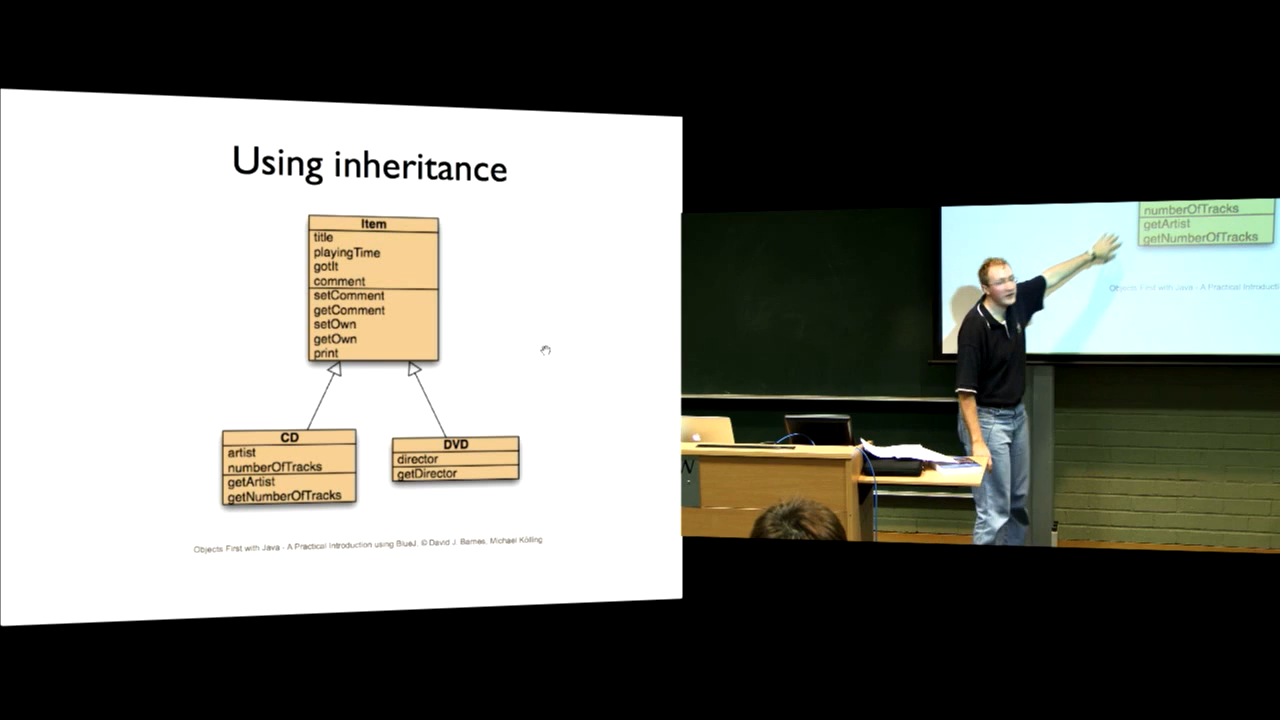 Using inheritance
Item
title
playingTime
gotIt
comment
setComment
getComment
setOwn
getOwn
print
CD
artist
numberOfTracks
getArtist
getNumberOfTracks
DVD
director
getDirector
Objects First with Java - A Practical Introduction using BlueJ, © David J. Barnes, Michael Kölling
numberOfTracks
getArtist
getNumberOfTracks
Objects First with Java - A Practical Introducti
W